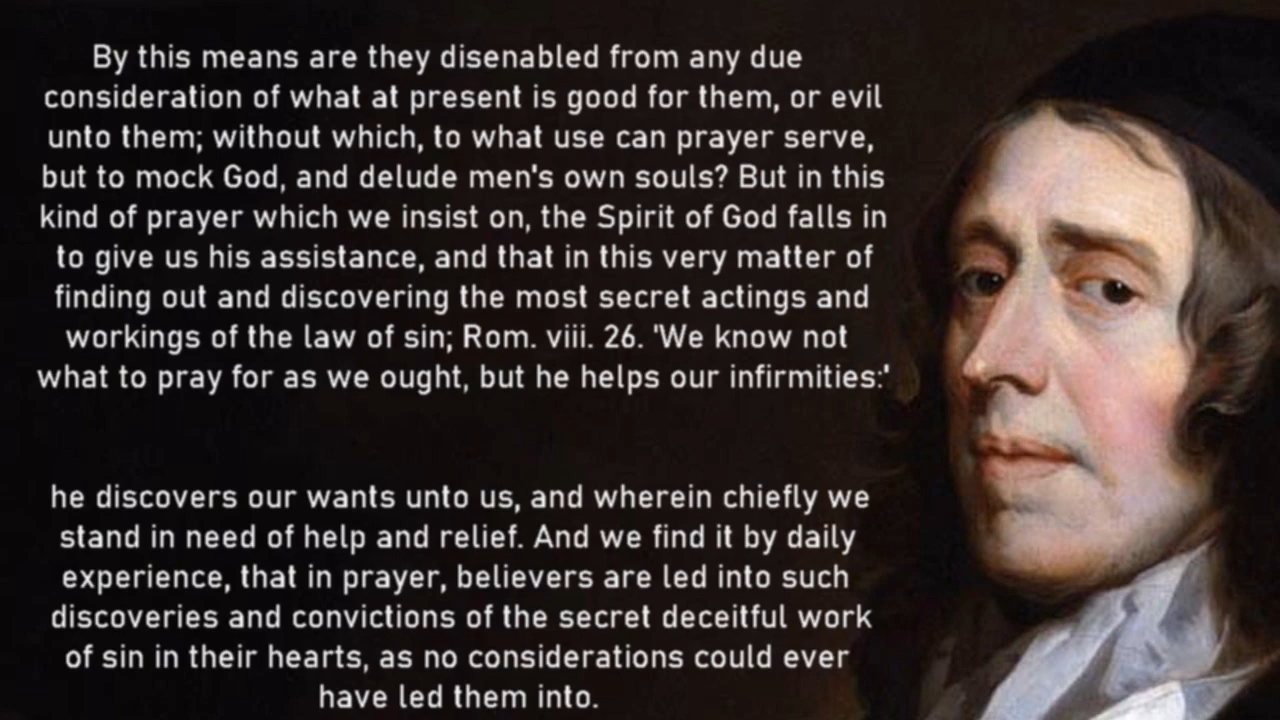 By this means are they disenabled from any due
consideration of what at present is good for them, or evil
unto them; without which, to what use can prayer serve,
but to mock God, and delude men's own souls? But in this
kind of prayer which we insist on, the Spirit of God falls in
to give us his assistance, and that in this very matter of
finding out and discovering the most secret actings and
workings of the law of sin; Rom. viii. 26. 'We know not
what to pray for as we ought, but he helps our infirmities:'
he discovers our wants unto us, and wherein chiefly we
stand in need of help and relief. And we find it by daily
experience, that in prayer, believers are led into such
discoveries and convictions of the secret deceitful work
of sin in their hearts, as no considerations could ever
have led them into.